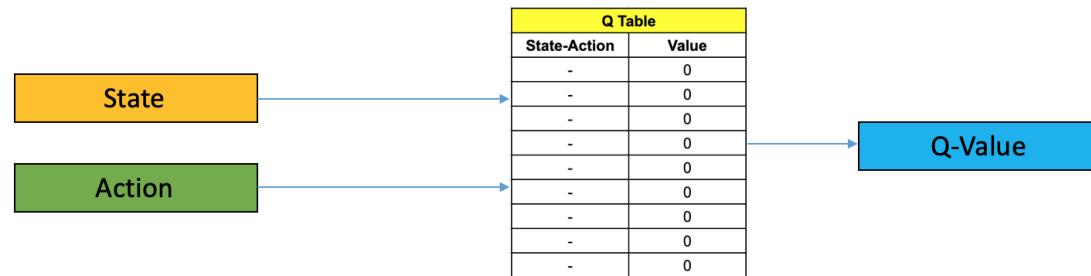 Q Table
State-Action Value
- 0
- 0
- 0
- 0
- 0
- 0
- 0
- 0
- 0
State
Action
Q-Value